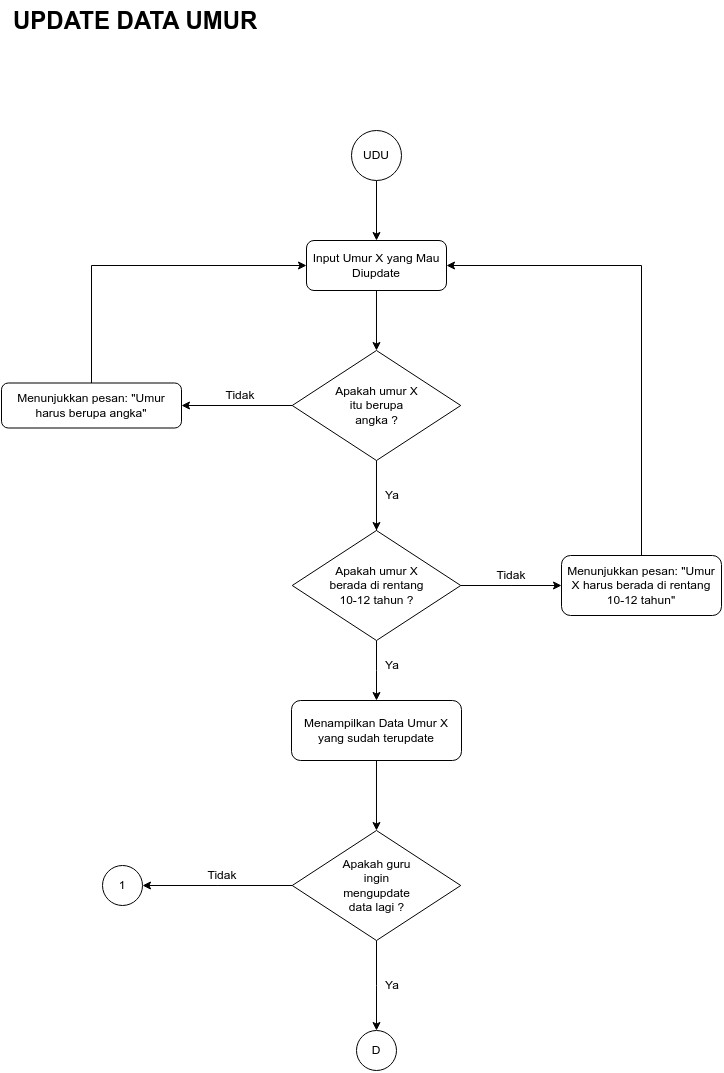 UPDATE DATA UMUR
UDU
Input Umur X yang Mau
Diupdate
Apakah umur X
itu berupa
angka ?
Tidak
Menunjukkan pesan: "Umur
harus berupa angka"
Ya
Apakah umur X
berada di rentang
10-12 tahun ?
Tidak
Menunjukkan pesan: "Umur
X harus berada di rentang
10-12 tahun"
Ya
Menampilkan Data Umur X
yang sudah terupdate
Apakah guru
ingin
mengupdate
data lagi ?
Tidak
1
Ya
D